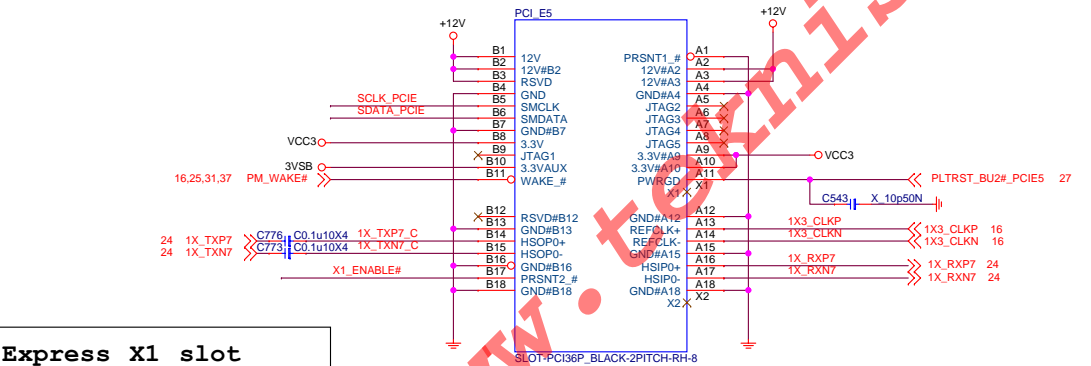 PCI_E5
+12V
+12V
B1 12V PRSNT1_# A1
B2 12V#B2 12V#A2 A2
B3 RSVD 12V#A3 A3
B4 GND GND#A4 A4
SCLK_PCIE B5 SMCLK JTAG2 A5
SDATA_PCIE B6 SMDATA JTAG3 A6
B7 GND#B7 JTAG4 A7
VCC3 B8 3.3V JTAG5 A8
B9 JTAG1 3.3V#A9 A9 VCC3
3VSB B10 3.3VAUX 3.3V#A10 A10
16,25,31,37 PM_WAKE# B11 WAKE_# PWRGD A11 PLTRST_BU2#_PCIE5 27
X1 X1
C543 X_10p50N
B12 RSVD#B12 GND#A12 A12
B13 GND#B13 REFCLK+ A13 1X3_CLKP 1X3_CLKP 16
24 1X_TXP7 C776 C0.1u10X4 1X_TXP7_C B14 HSOP0+ REFCLK- A14 1X3_CLKN 1X3_CLKN 16
24 1X_TXN7 C773 C0.1u10X4 1X_TXN7_C B15 HSOP0- GND#A15 A15
B16 GND#B16 HSIP0+ A16 1X_RXP7 1X_RXP7 24
X1_ENABLE# B17 PRSNT2_# HSIP0- A17 1X_RXN7 1X_RXN7 24
B18 GND#B18 GND#A18 A18
X2 X2
SLOT-PCI36P_BLACK-2PITCH-RH-8
Express X1 slot
w.teknis